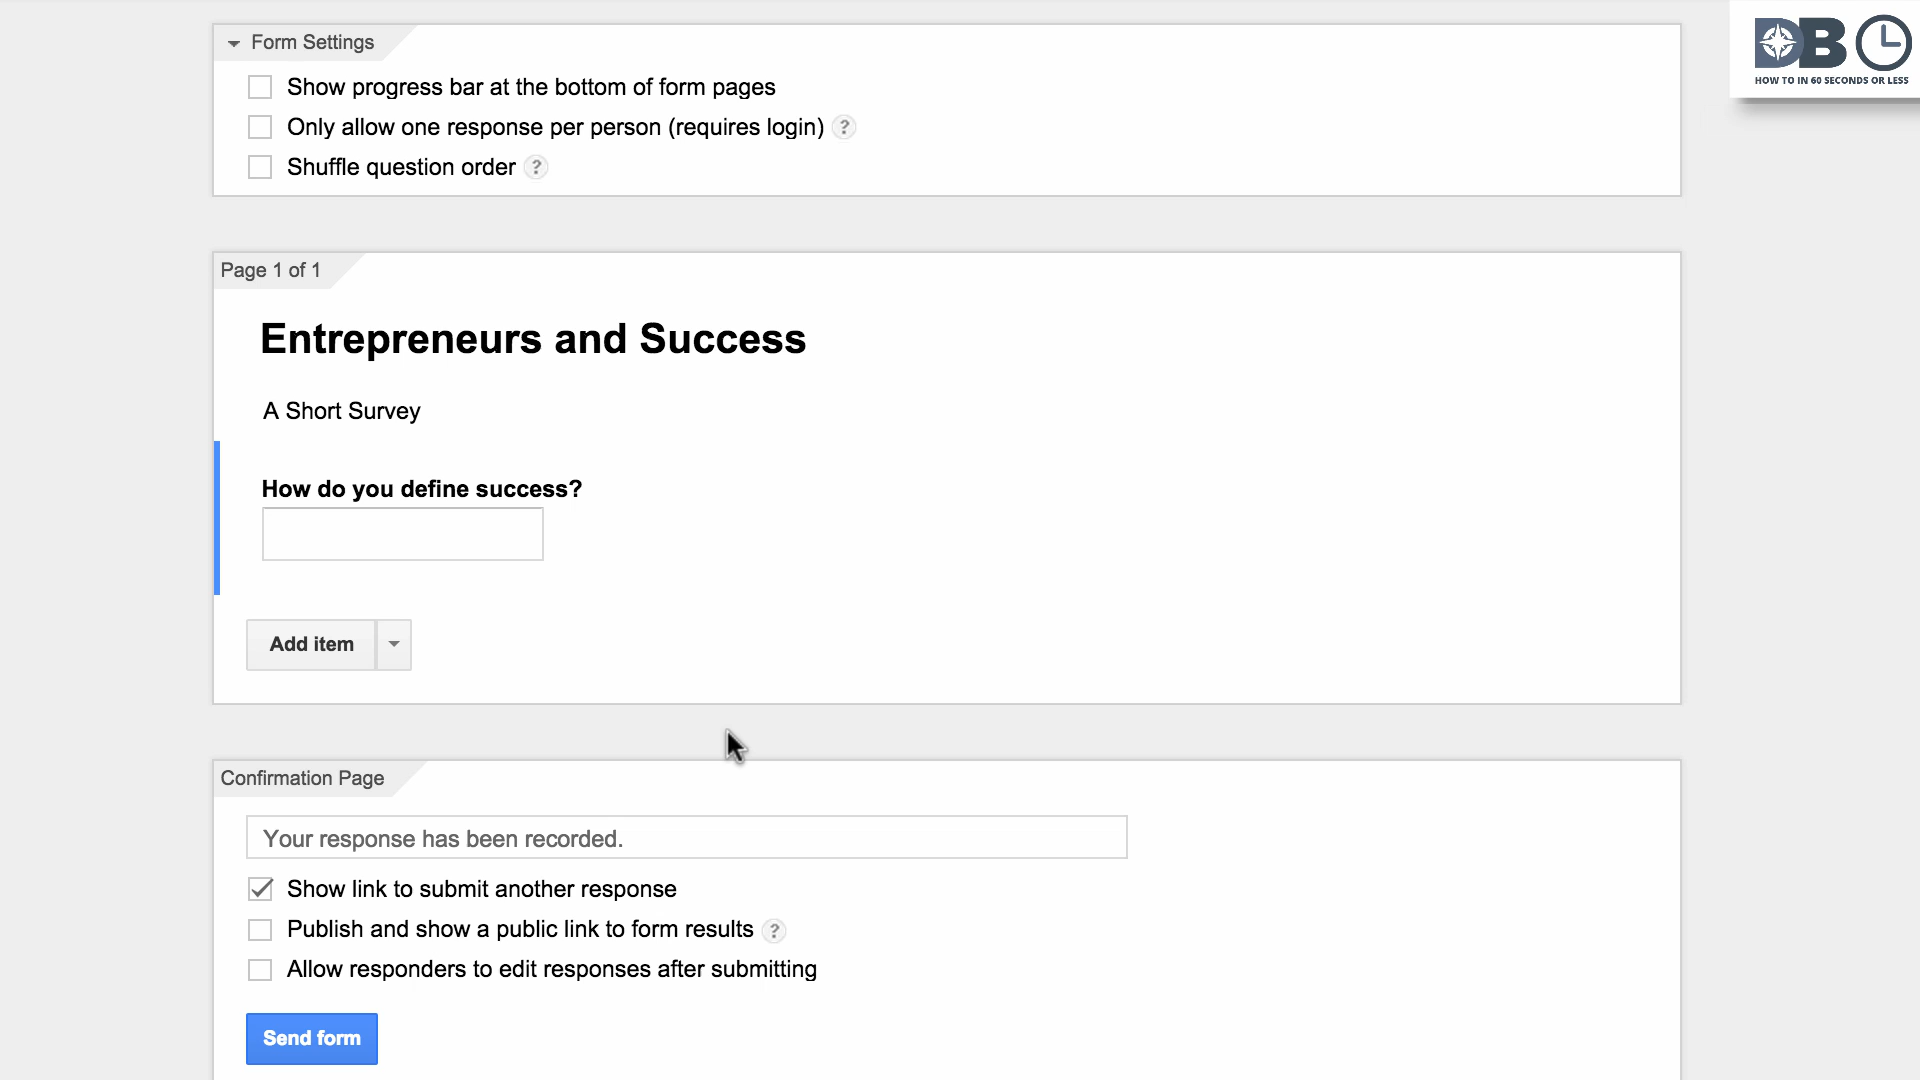 Form Settings
Show progress bar at the bottom of form pages
Only allow one response per person (requires login) ?
Shuffle question order ?
DB
HOW TO IN 60 SECONDS OR LESS
Page 1 of 1
Entrepreneurs and Success
A Short Survey
How do you define success?
Add item
Confirmation Page
Your response has been recorded.
Show link to submit another response
Publish and show a public link to form results ?
Allow responders to edit responses after submitting
Send form